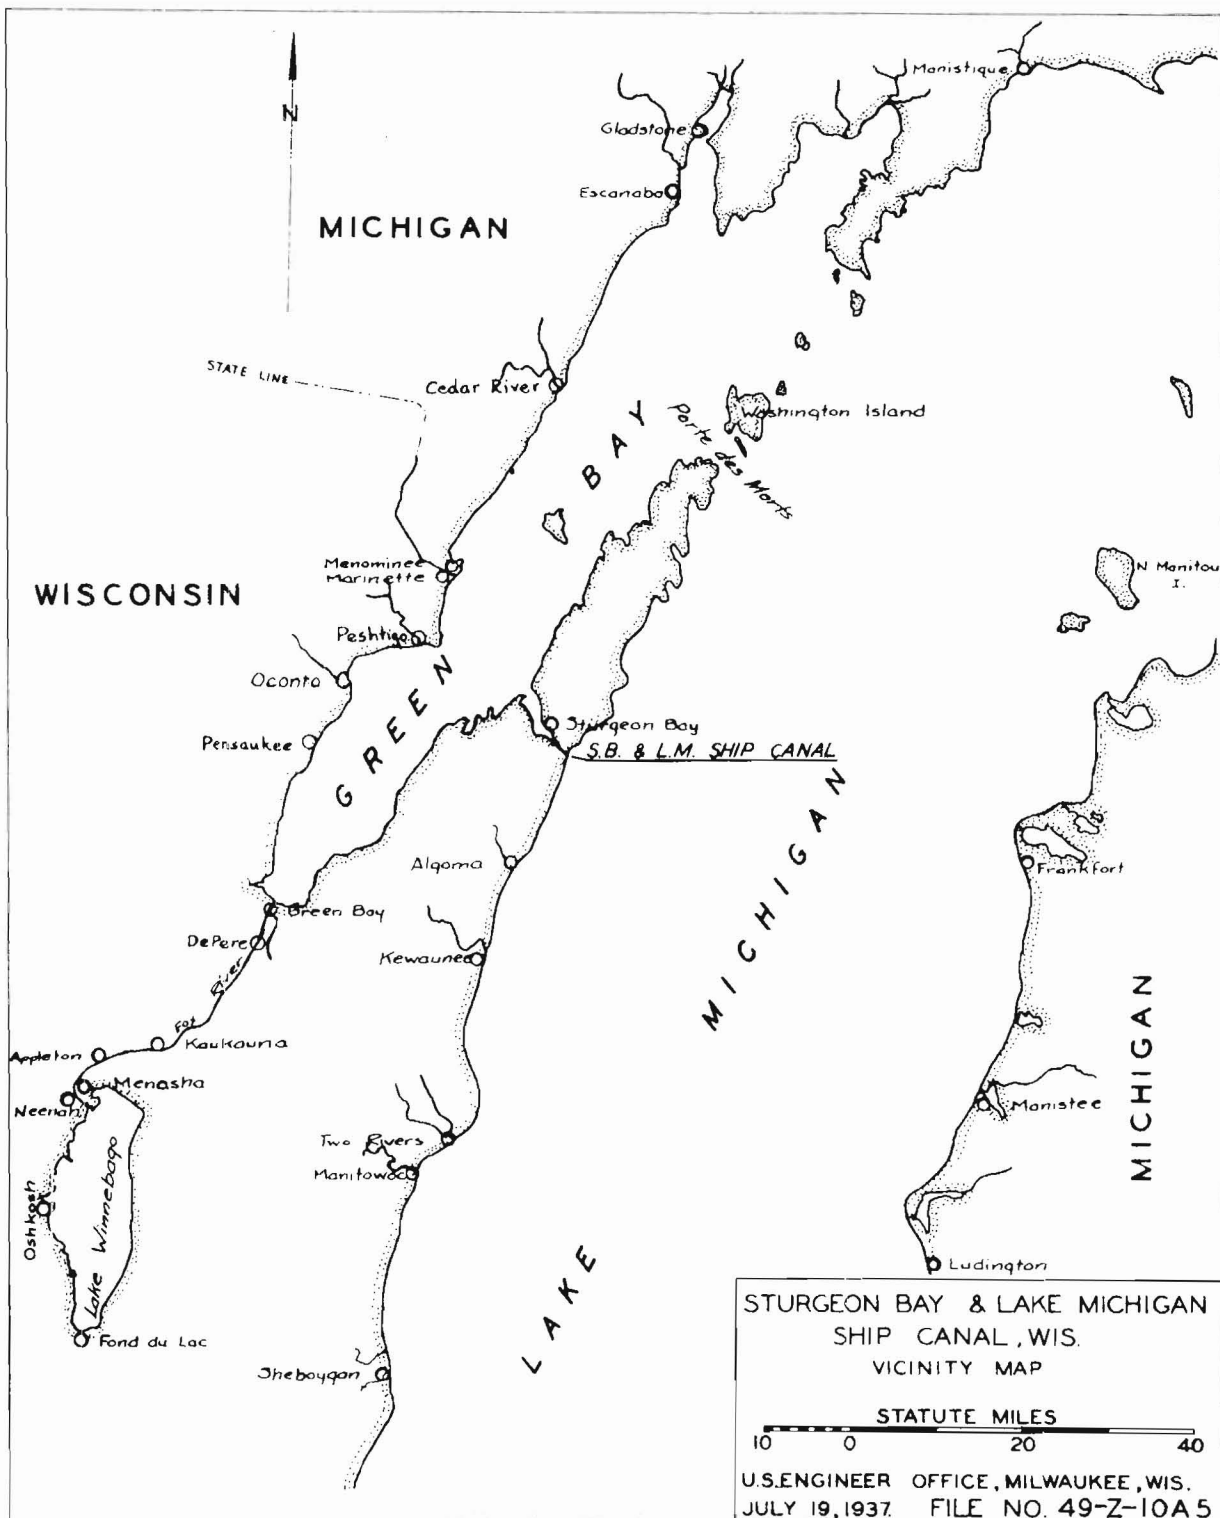 Manistique
N
Gladstone
Escanaba
MICHIGAN
STATE LINE
Cedar River
Washington Island
Porte des Morts
GREEN BAY
Menominee
Marinette
N Manitou
I.
WISCONSIN
Peshtigo
Oconto
Sturgeon Bay
Pensaukee
S.B. & L.M. SHIP CANAL
LAKE MICHIGAN
Algoma
Frankfort
Green Bay
DePere
Kewaunee
Fox River
MICHIGAN
Kaukauna
Appleton
Menasha
Neenah
Manistee
Two Rivers
Manitowoc
Oshkosh
Lake Winnebago
Ludington
Fond du Lac
Sheboygan
STURGEON BAY & LAKE MICHIGAN
SHIP CANAL, WIS.
VICINITY MAP
STATUTE MILES
10 0 20 40
U.S. ENGINEER OFFICE, MILWAUKEE, WIS.
JULY 19, 1937. FILE NO. 49-Z-10A5